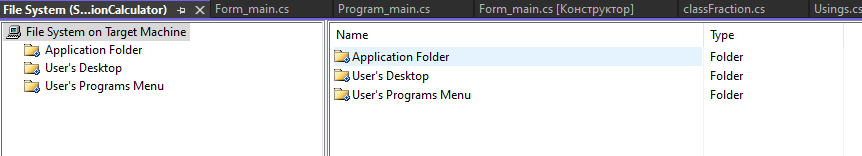 File System (S...ionCalculator) Form_main.cs Program_main.cs Form_main.cs [Конструктор] classFraction.cs Usings.cs
File System on Target Machine
Application Folder
User's Desktop
User's Programs Menu
Name Type
Application Folder Folder
User's Desktop Folder
User's Programs Menu Folder